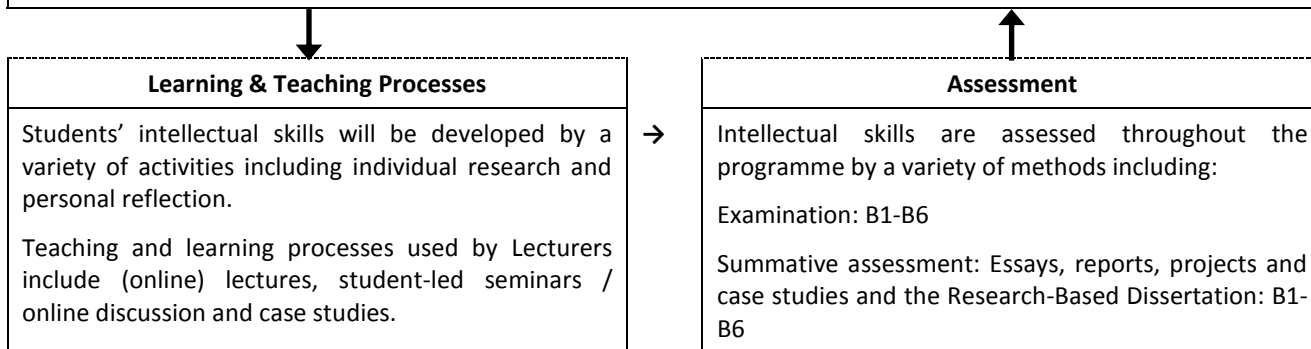 Learning & Teaching Processes
Students’ intellectual skills will be developed by a
variety of activities including individual research and
personal reflection.
Teaching and learning processes used by Lecturers
include (online) lectures, student-led seminars /
online discussion and case studies.
→
Assessment
Intellectual skills are assessed throughout the
programme by a variety of methods including:
Examination: B1-B6
Summative assessment: Essays, reports, projects and
case studies and the Research-Based Dissertation: B1-
B6